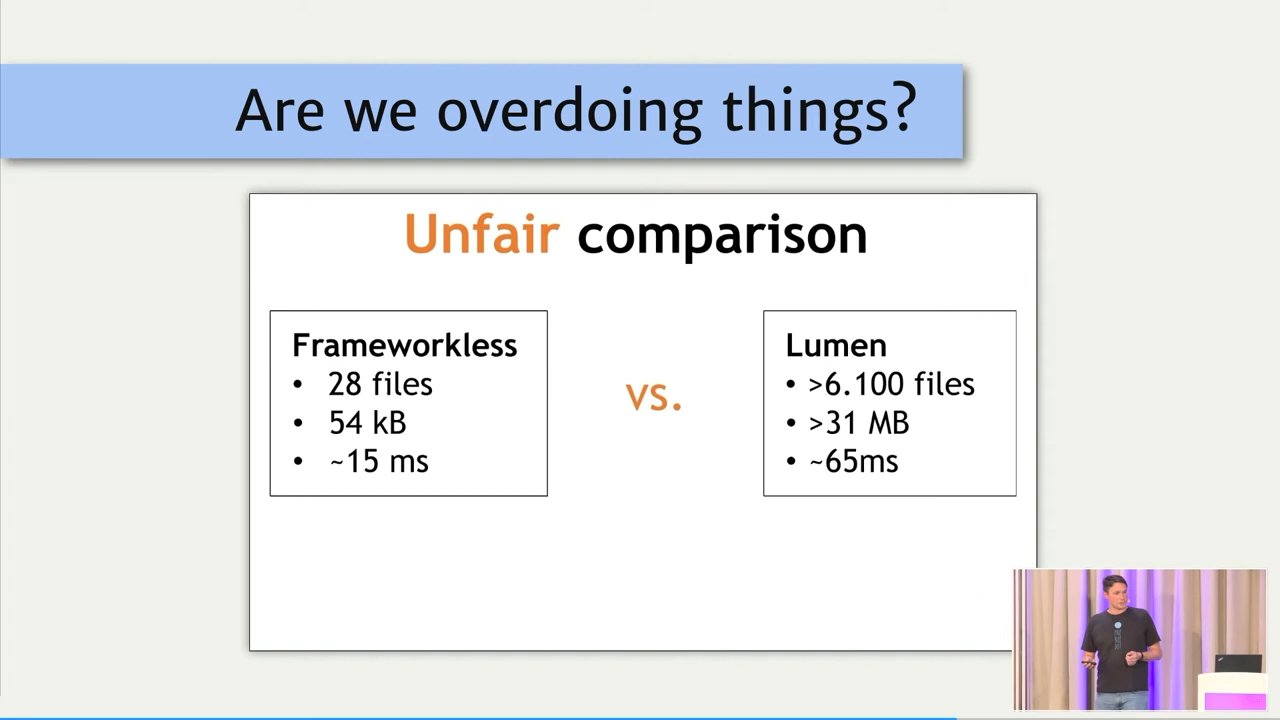 Are we overdoing things?
Unfair comparison
Frameworkless
• 28 files
• 54 kB
• ~15 ms
vs.
Lumen
• >6.100 files
• >31 MB
• ~65ms